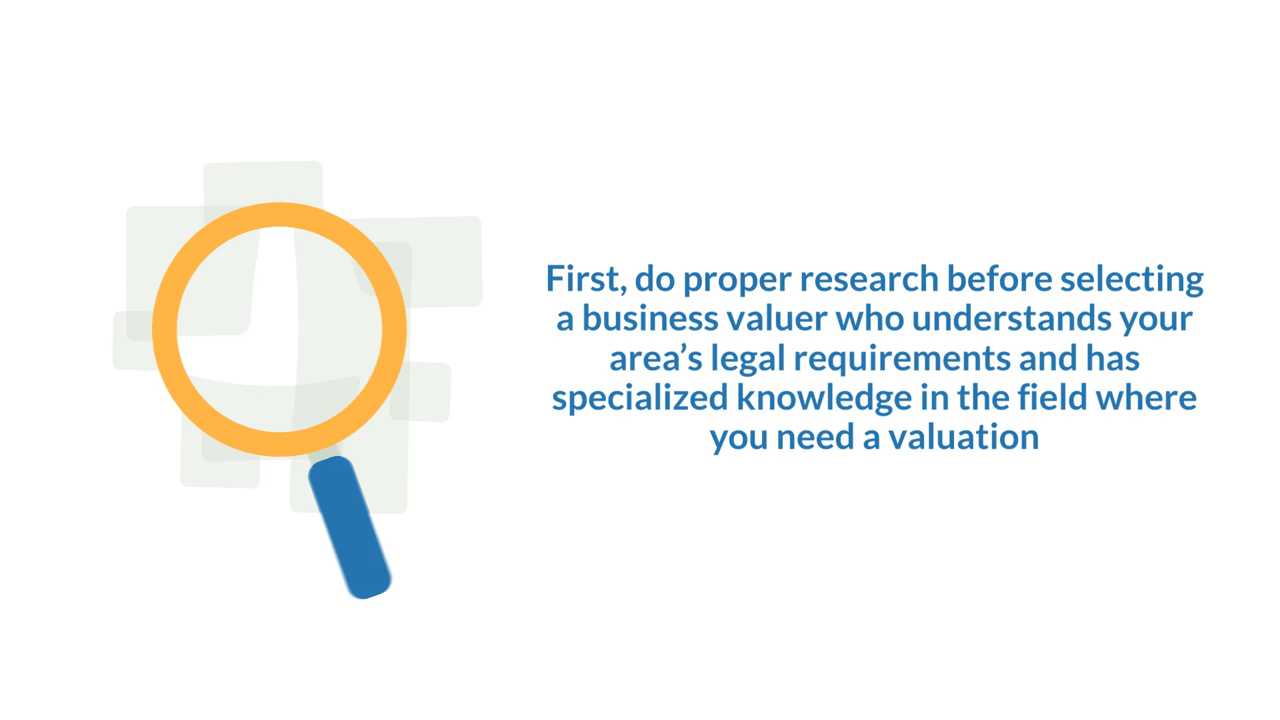 First, do proper research before selecting
a business valuer who understands your
area’s legal requirements and has
specialized knowledge in the field where
you need a valuation